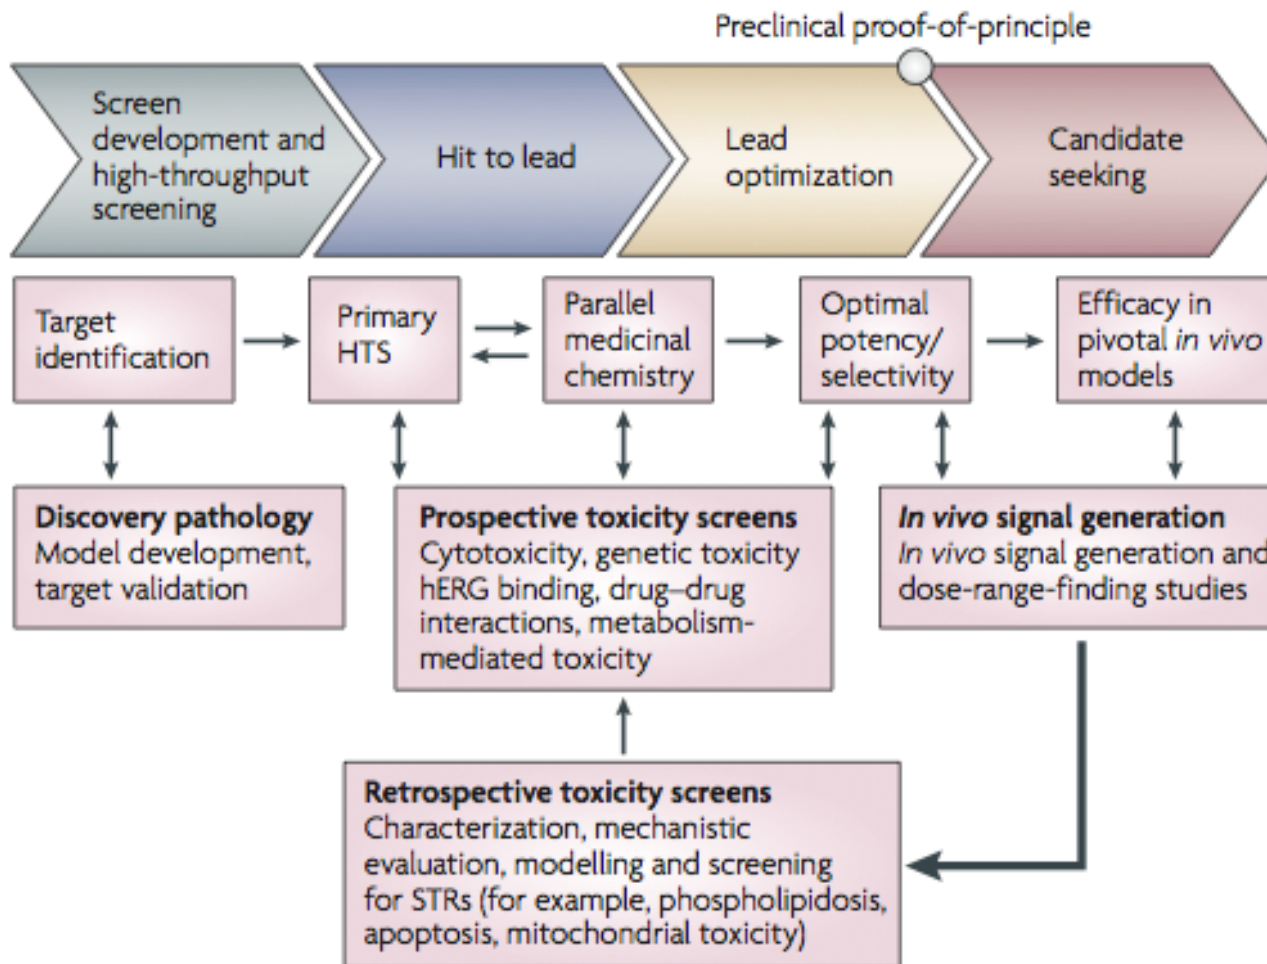 Preclinical proof-of-principle
Screen
development and
high-throughput
screening
Hit to lead
Lead
optimization
Candidate
seeking
Target
identification
Primary
HTS
Parallel
medicinal
chemistry
Optimal
potency/
selectivity
Efficacy in
pivotal in vivo
models
Discovery pathology
Model development,
target validation
Prospective toxicity screens
Cytotoxicity, genetic toxicity
hERG binding, drug–drug
interactions, metabolism-
mediated toxicity
In vivo signal generation
In vivo signal generation and
dose-range-finding studies
Retrospective toxicity screens
Characterization, mechanistic
evaluation, modelling and screening
for STRs (for example, phospholipidosis,
apoptosis, mitochondrial toxicity)